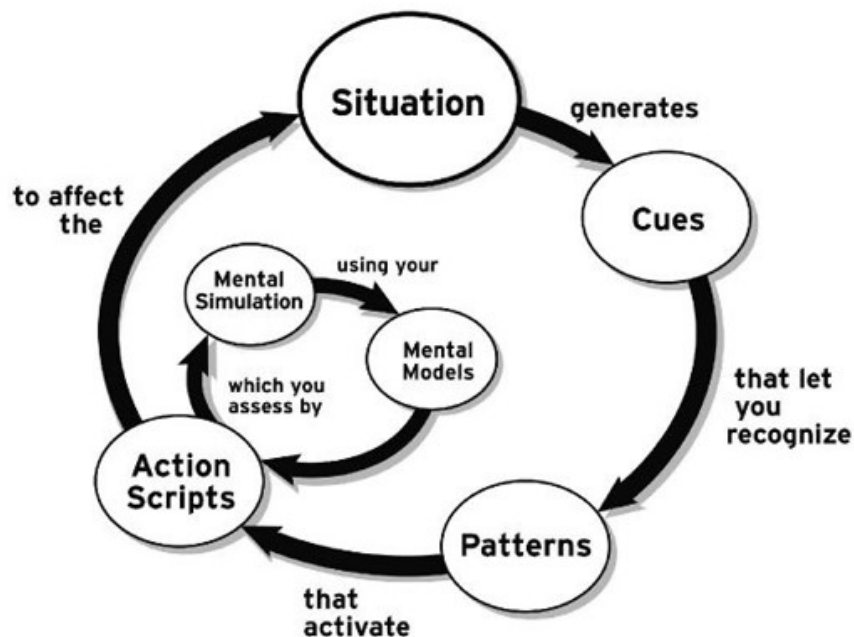 Situation
generates
Cues
that let
you
recognize
Patterns
that
activate
Action
Scripts
which you
assess by
Mental
Simulation
using your
Mental
Models
to affect
the